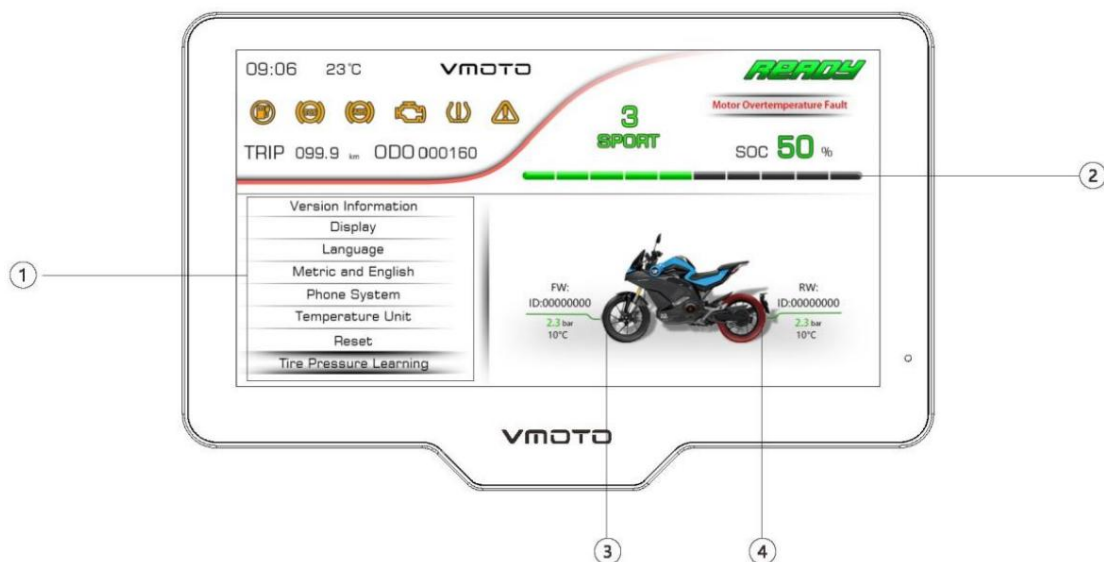 09:06 23°C VMOTO READY
Motor Overtemperature Fault
3
SPORT
TRIP 099.9 km ODO 000160
SOC 50 %
2
Version Information
Display
Language
Metric and English
Phone System
Temperature Unit
Reset
Tire Pressure Learning
1
FW:
ID:00000000
2.3 bar
10°C
RW:
ID:00000000
2.3 bar
10°C
VMOTO
3
4